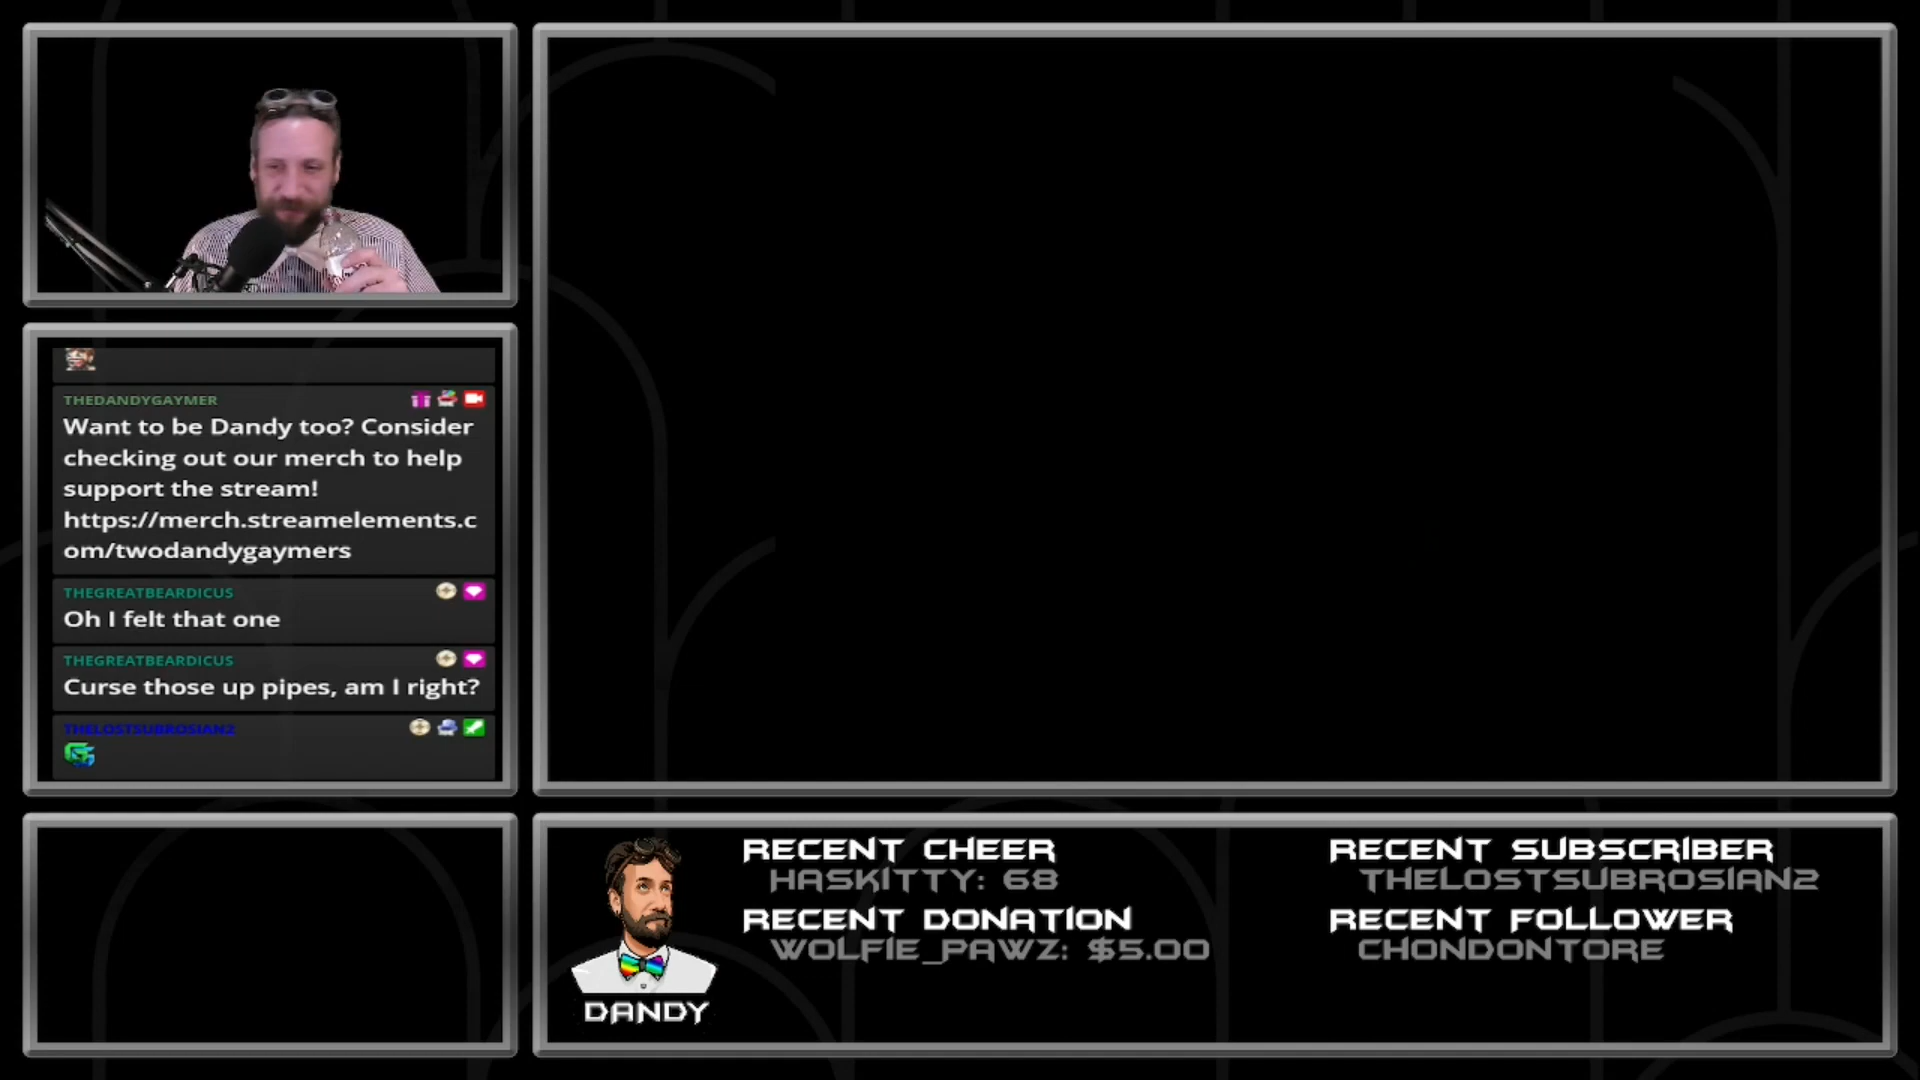 THEDANDYGAYMER
Want to be Dandy too? Consider
checking out our merch to help
support the stream!
https://merch.streamelements.c
om/twodandygaymers
THEGREATBEARDICUS
Oh I felt that one
THEGREATBEARDICUS
Curse those up pipes, am I right?
THELOSTSUBROSIAN2
GG
RECENT CHEER
HASKITTY: 68
RECENT DONATION
WOLFIE_PAWZ: $5.00
RECENT SUBSCRIBER
THELOSTSUBROSIAN2
RECENT FOLLOWER
CHONDONTORE
DANDY